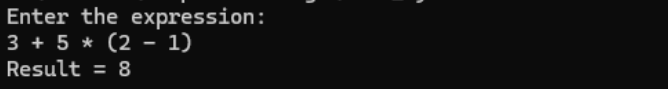 Enter the expression:
3 + 5 * (2 - 1)
Result = 8